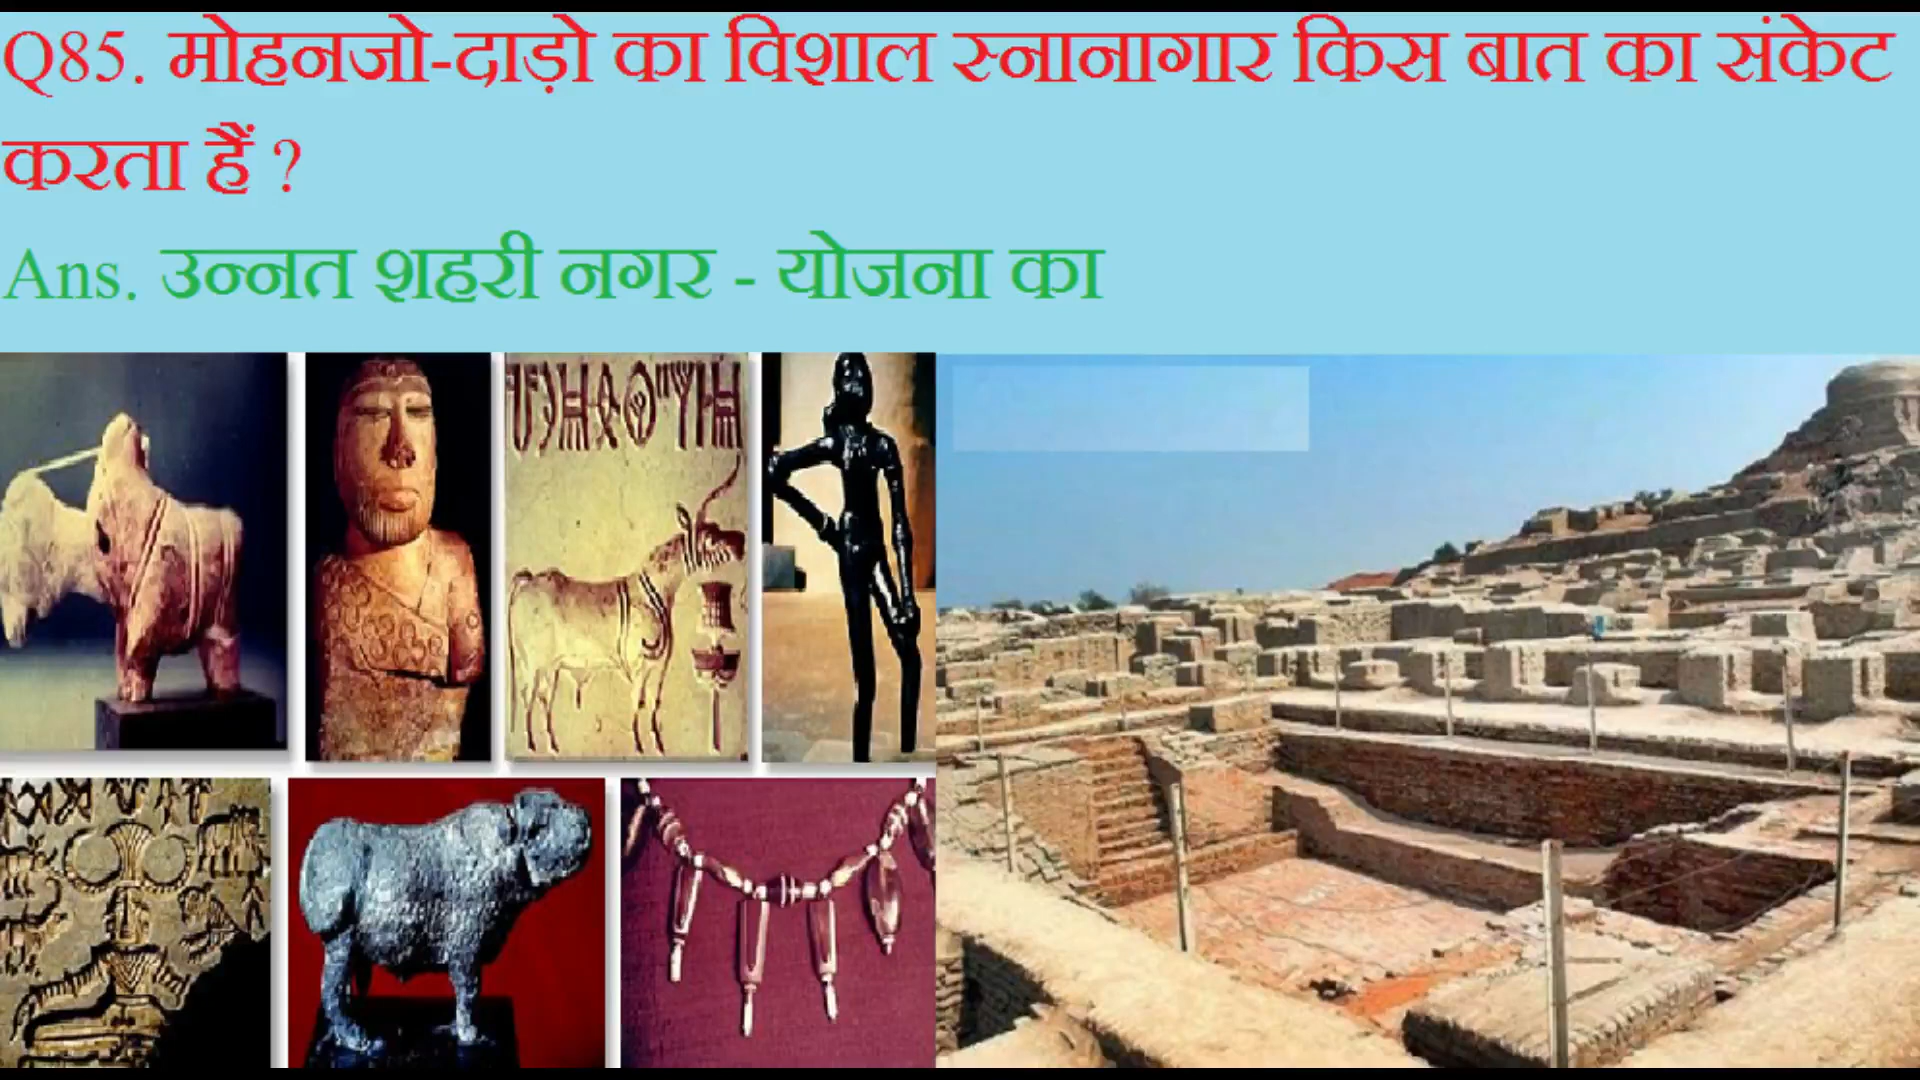 Q85. मोहनजो-दाड़ो का विशाल स्नानागार किस बात का संकेट
करता हैं ?
Ans. उन्नत शहरी नगर - योजना का